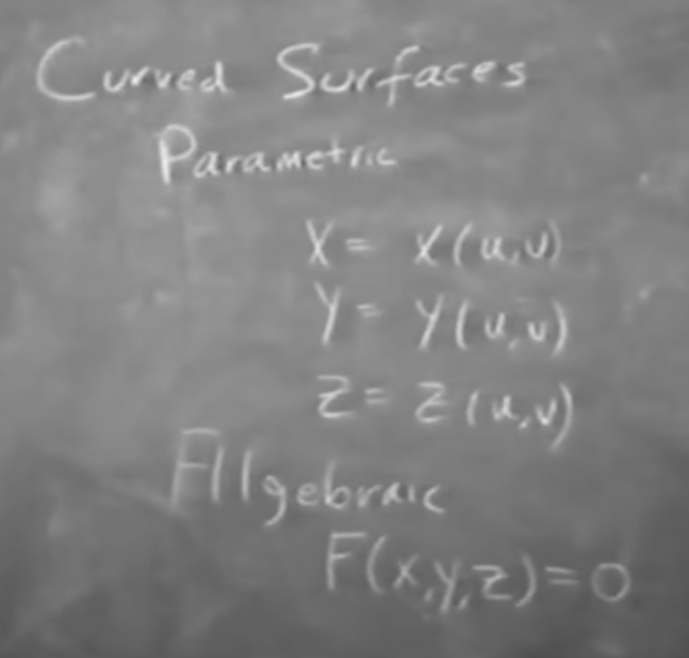 Curved Surfaces
Parametric
X = X(u,v)
Y = Y(u,v)
Z = Z(u,v)
Algebraic
F(x,y,z)=0